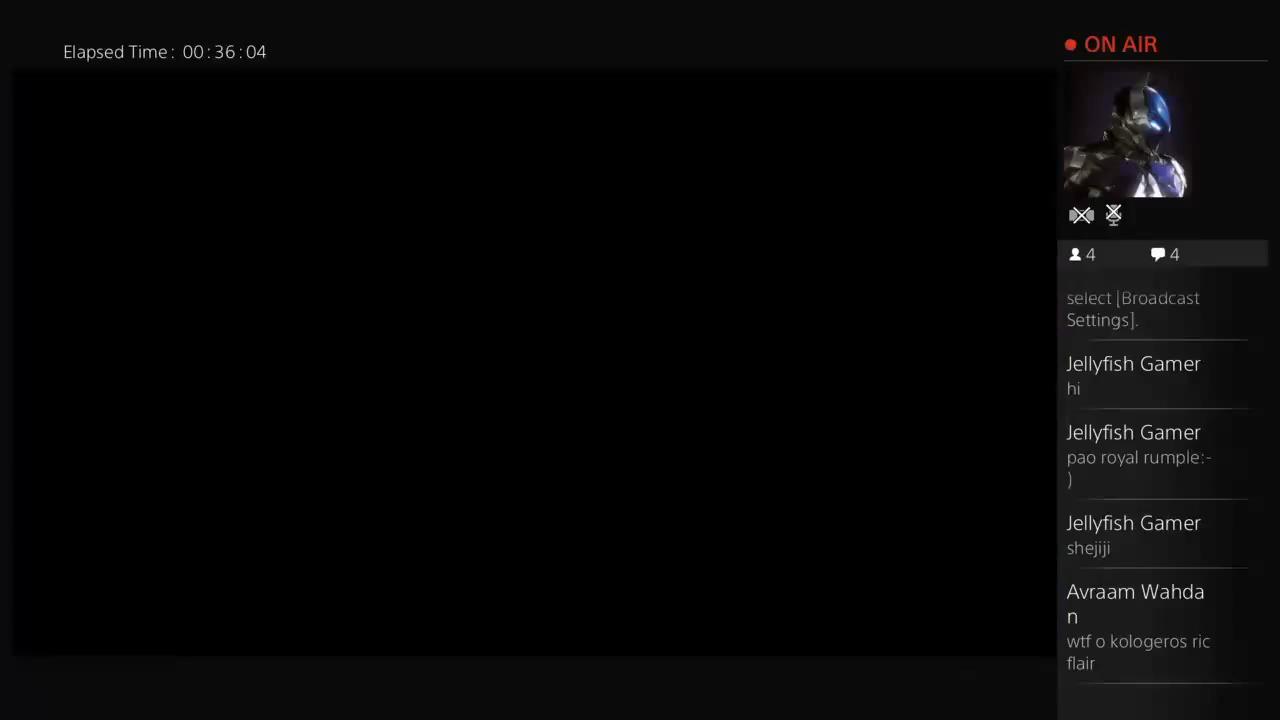 Elapsed Time: 00:36:04
ON AIR
4 4
select [Broadcast
Settings].
Jellyfish Gamer
hi
Jellyfish Gamer
pao royal rumple:-
)
Jellyfish Gamer
shejiji
Avraam Wahda
n
wtf o kologeros ric
flair